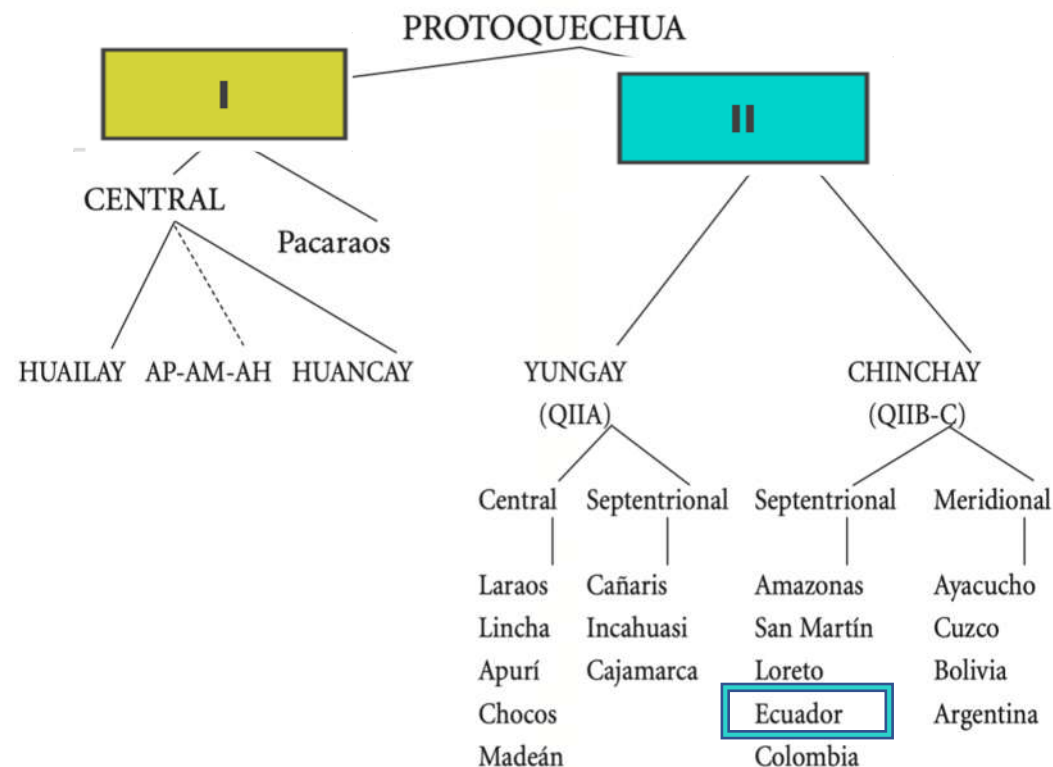 PROTOQUECHUA
I
II
CENTRAL
Pacaraos
HUAILAY AP-AM-AH HUANCAY
YUNGAY
(QIIA)
CHINCHAY
(QIIB-C)
Central Septentrional Septentrional Meridional
Laraos Cañaris Amazonas Ayacucho
Lincha Incahuasi San Martín Cuzco
Apurí Cajamarca Loreto Bolivia
Chocos Ecuador Argentina
Madeán Colombia